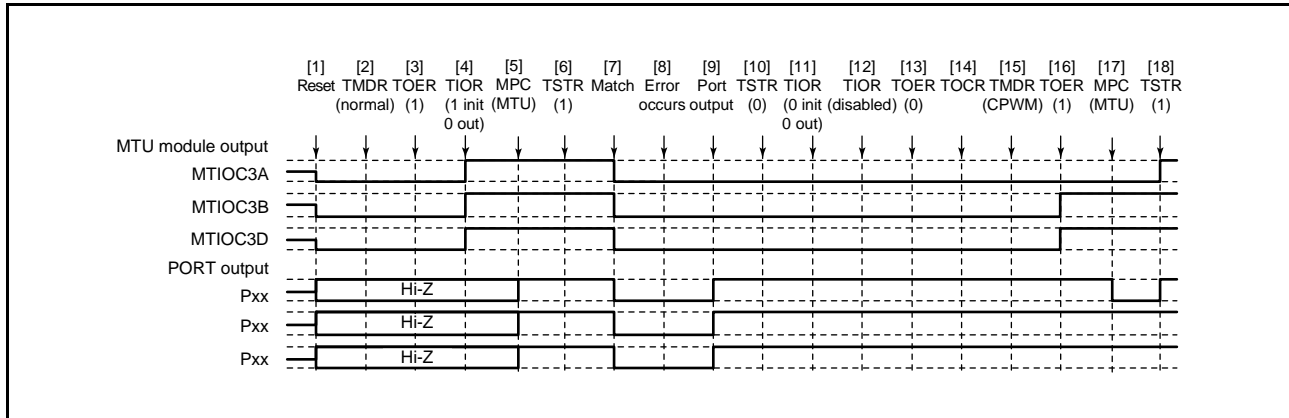 [1] [2] [3] [4] [5] [6] [7] [8] [9] [10] [11] [12] [13] [14] [15] [16] [17] [18]
Reset TMDR TOER TIOR MPC TSTR Match Error Port TSTR TIOR TIOR TOER TOCR TMDR TOER MPC TSTR
(normal) (1) (1 init (MTU) (1) occurs output (0) (0 init (disabled) (0) (CPWM) (1) (MTU) (1)
0 out) 0 out)
MTU module output
MTIOC3A
MTIOC3B
MTIOC3D
PORT output
Pxx Hi-Z
Pxx Hi-Z
Pxx Hi-Z